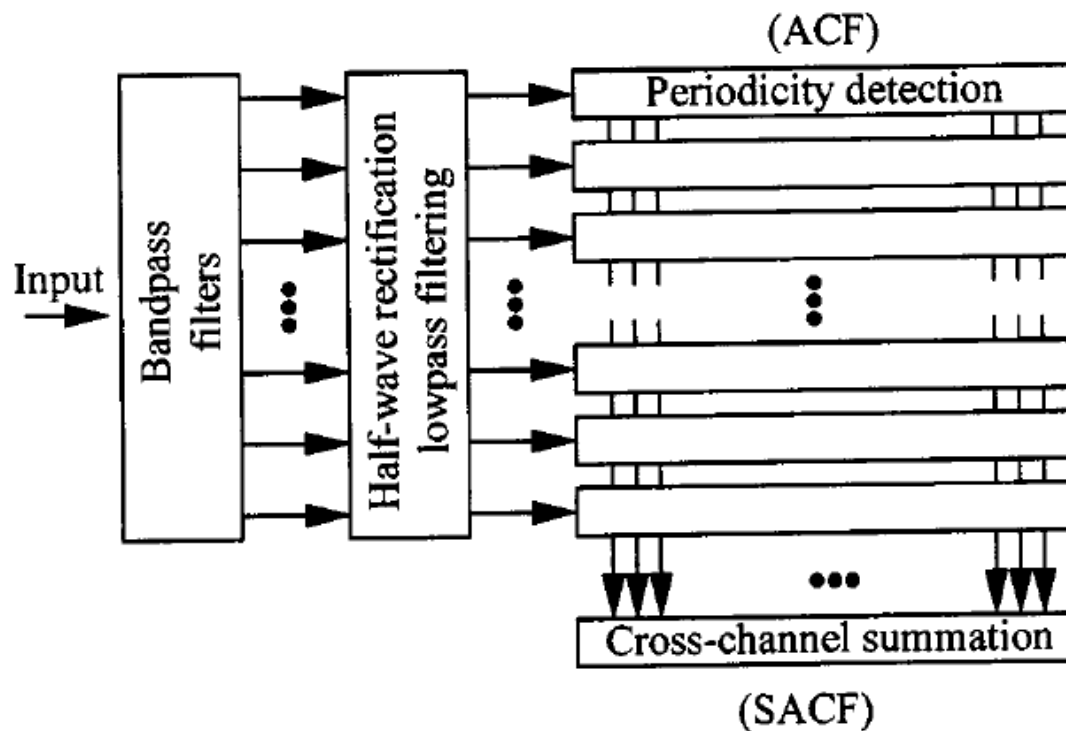 (ACF)
Periodicity detection
Input
Bandpass
filters
Half-wave rectification
lowpass filtering
Cross-channel summation
(SACF)